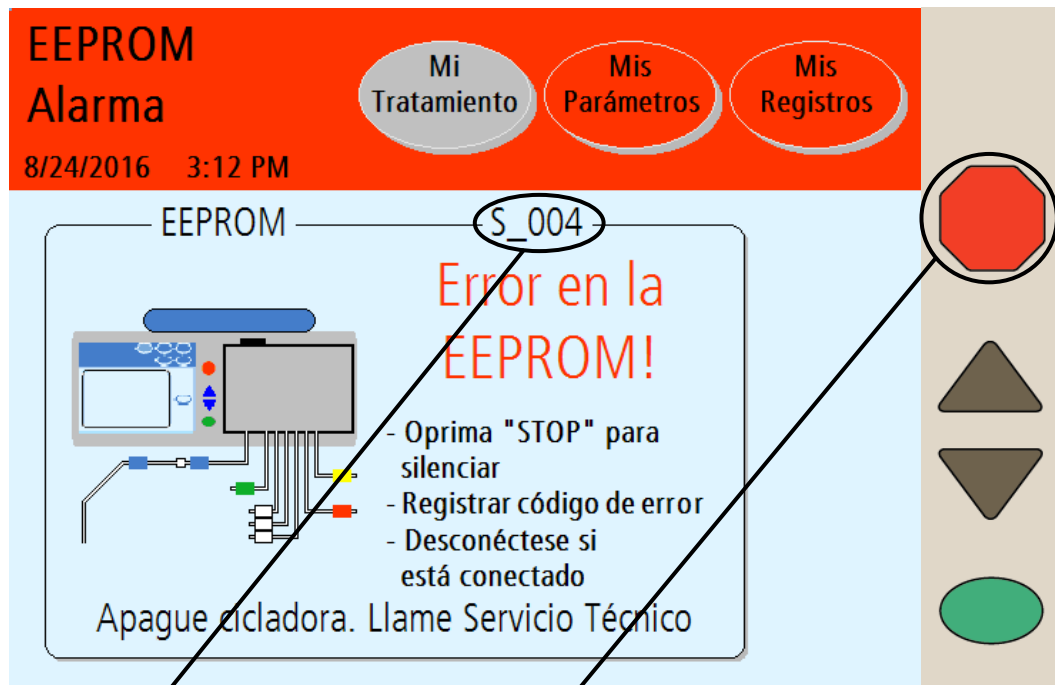 EEPROM
Alarma
8/24/2016 3:12 PM
Mi
Tratamiento
Mis
Parámetros
Mis
Registros
EEPROM
S_004
Error en la
EEPROM!
- Oprima "STOP" para
silenciar
- Registrar código de error
- Desconéctese si
está conectado
Apague cicladora. Llame Servicio Técnico